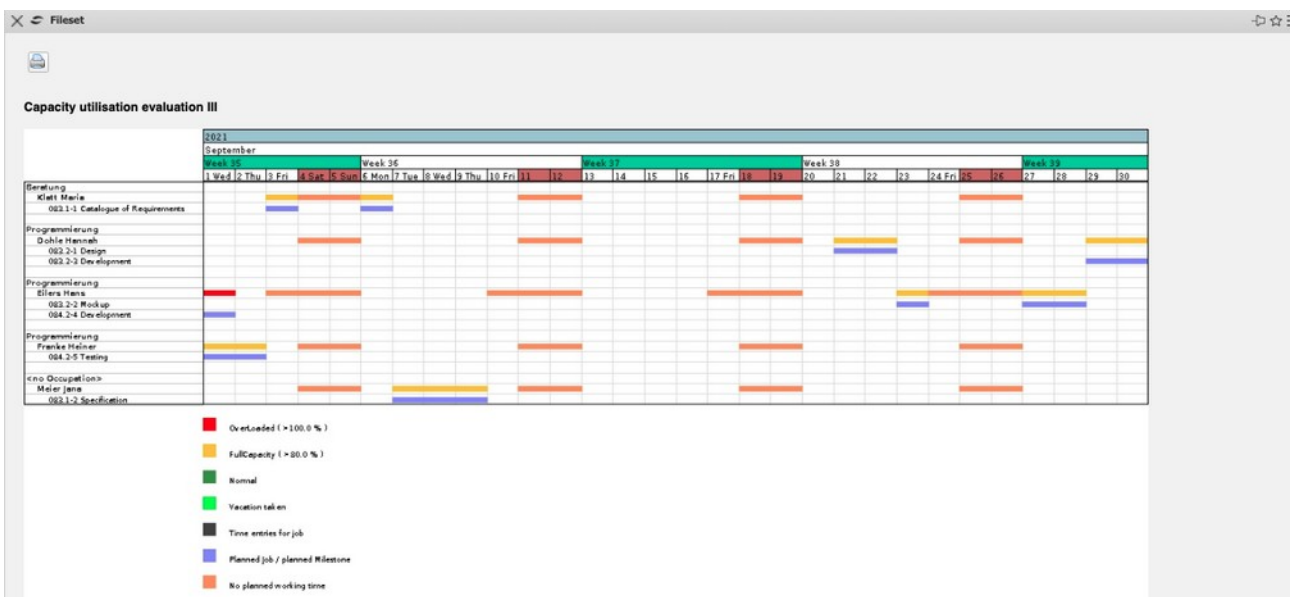 Fileset
Capacity utilisation evaluation III
2021
September
Week 35 Week 36 Week 37 Week 38 Week 39
1 Wed 2 Thu 3 Fri 4 Sat 5 Sun 6 Mon 7 Tue 8 Wed 9 Thu 10 Fri 11 12 13 14 15 16 17 Fri 18 19 20 21 22 23 24 Fri 25 26 27 28 29 30
Beratung
Klatt Maria
083.1-1 Catalogue of Requirements
Programmierung
Dohle Hannah
083.2-1 Design
083.2-3 Development
Programmierung
Eilers Hans
083.2-2 Mockup
084.2-4 Development
Programmierung
Franke Heiner
084.2-5 Testing
<no Occupation>
Meier Jana
083.1-2 Specification
OverLoaded ( >100.0 % )
FullCapacity ( >80.0 % )
Normal
Vacation taken
Time entries for job
Planned Job / planned Milestone
No planned working time